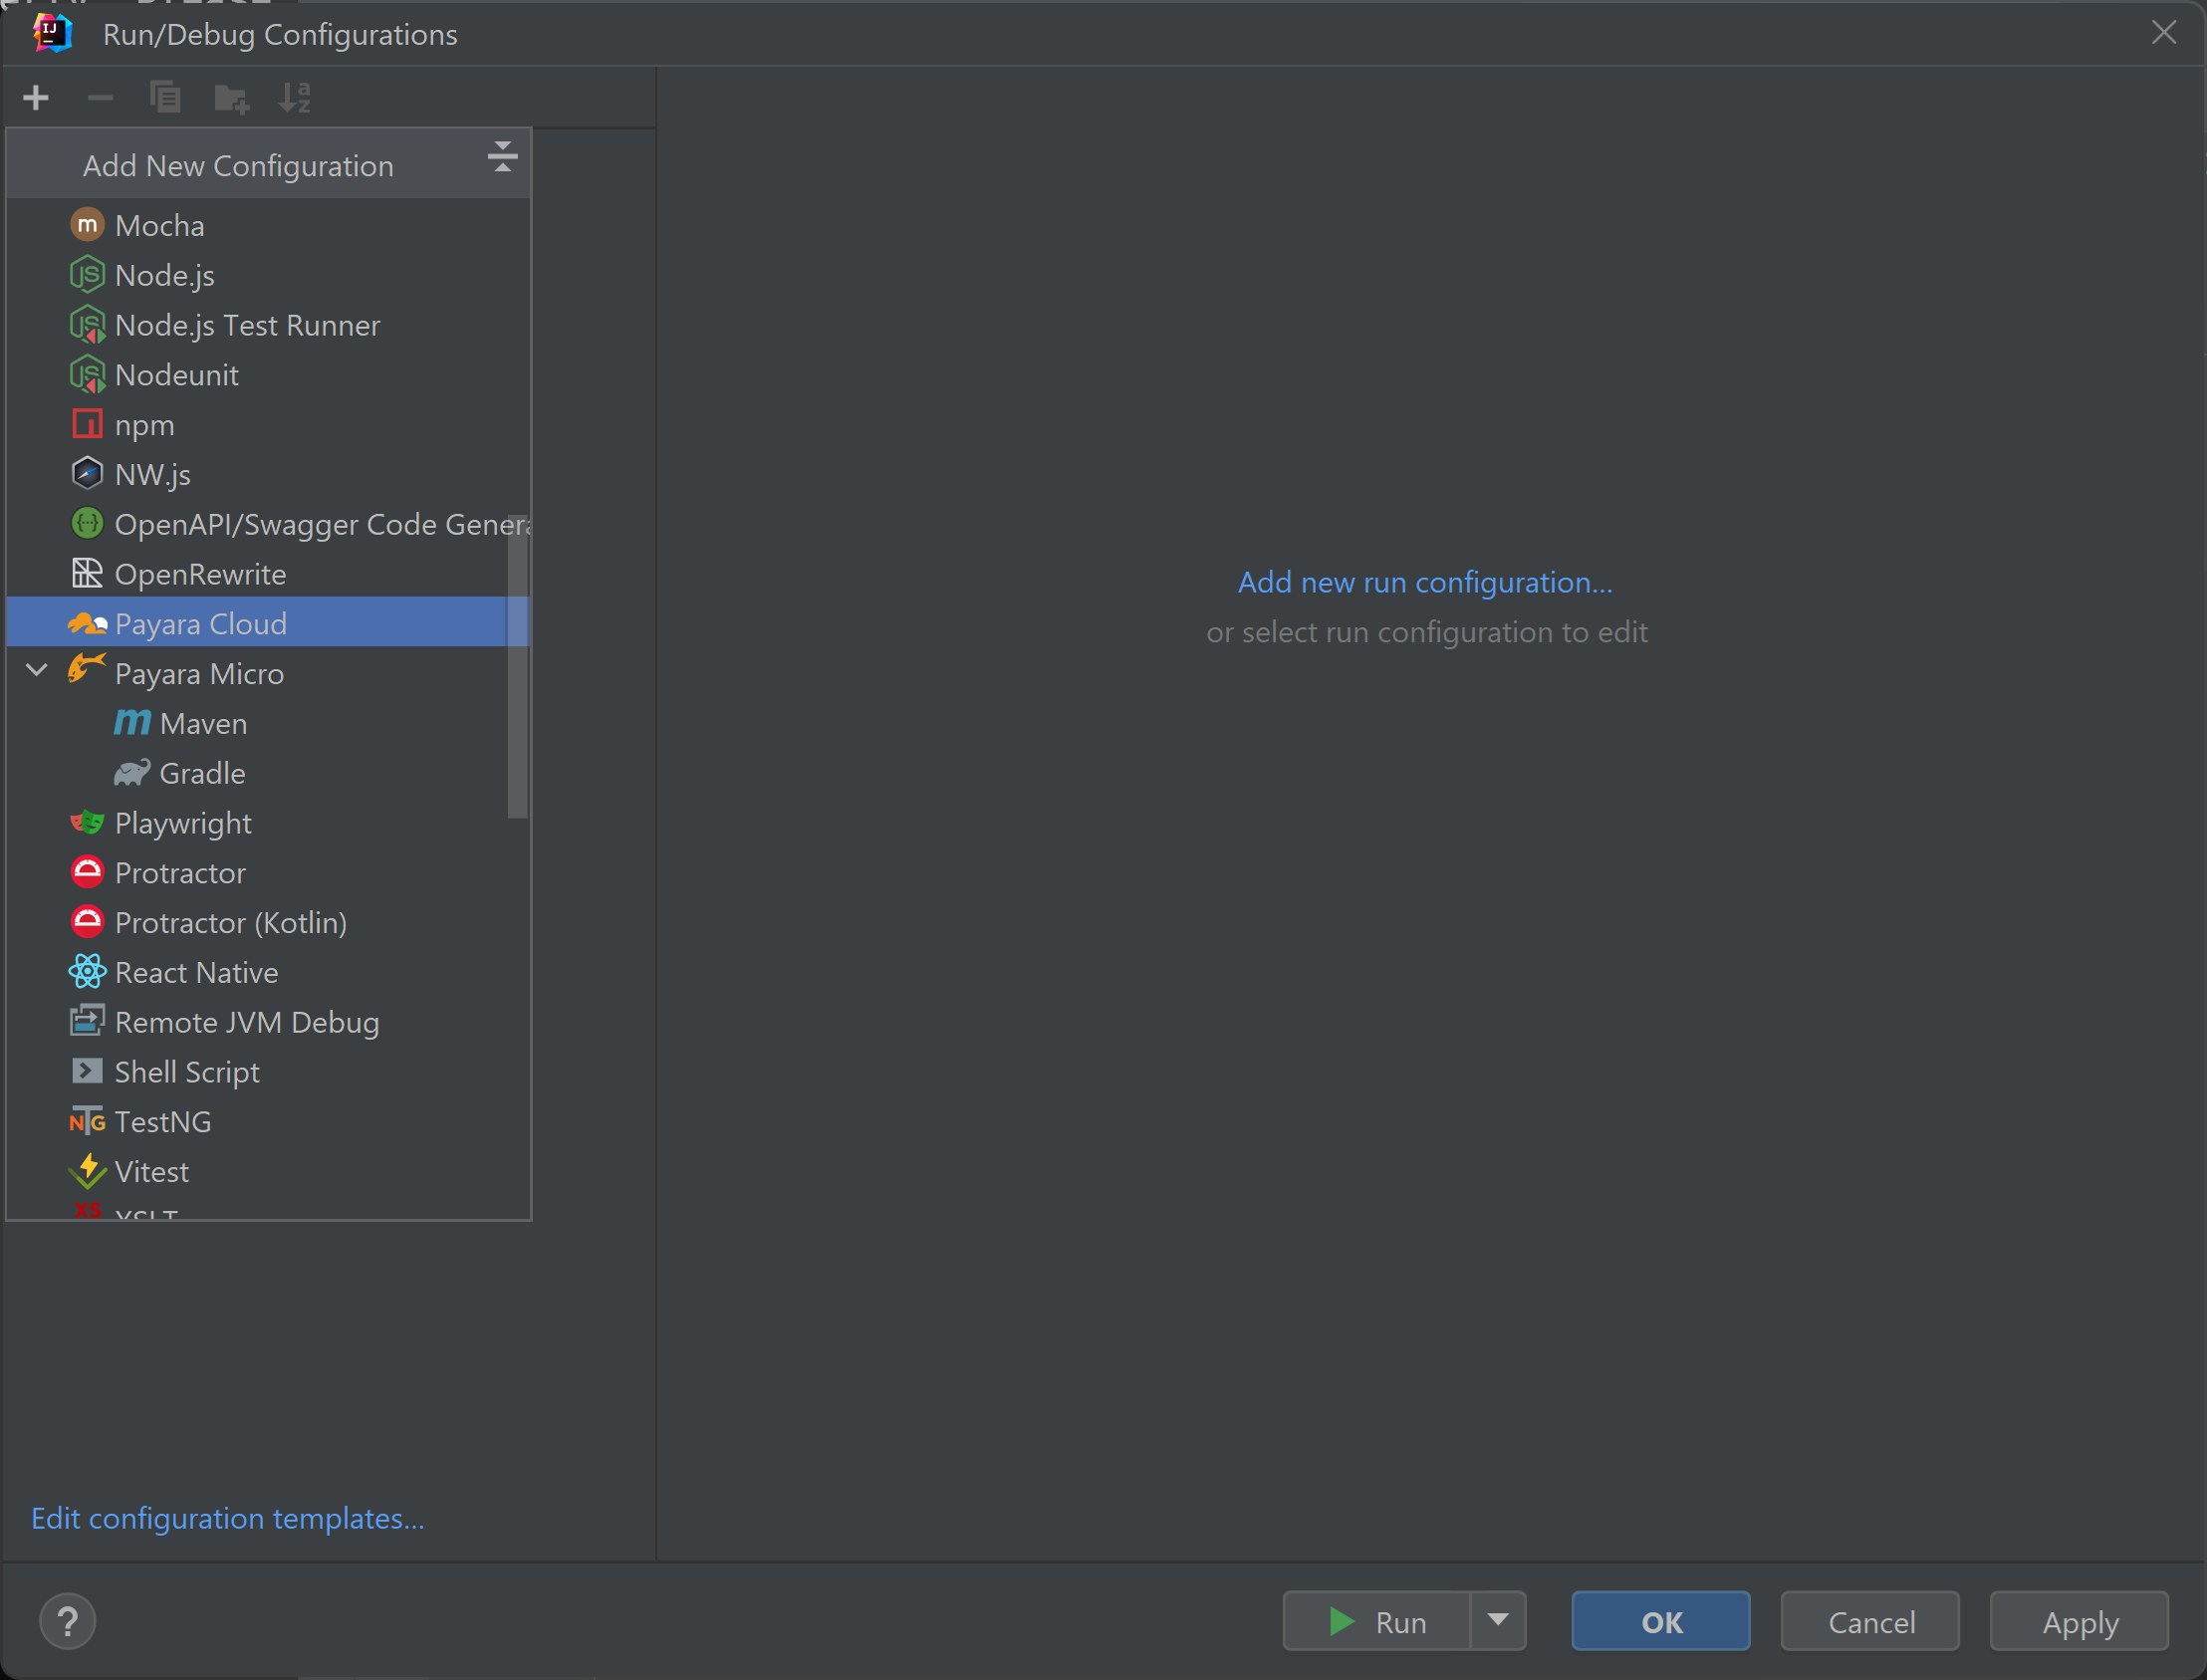 Run/Debug Configurations
Add New Configuration
Mocha
Node.js
Node.js Test Runner
Nodeunit
npm
NW.js
OpenAPI/Swagger Code Genera
OpenRewrite
Payara Cloud
Payara Micro
Maven
Gradle
Playwright
Protractor
Protractor (Kotlin)
React Native
Remote JVM Debug
Shell Script
TestNG
Vitest
XSLT
Add new run configuration...
or select run configuration to edit
Edit configuration templates...
? Run OK Cancel Apply